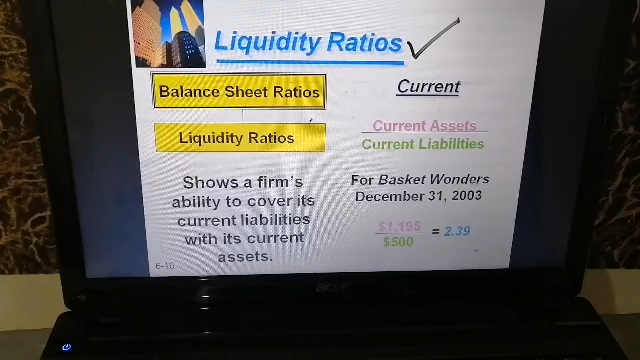 Liquidity Ratios
Balance Sheet Ratios
Current
Liquidity Ratios
Current Assets
Current Liabilities
Shows a firm's
ability to cover its
current liabilities
with its current
assets.
For Basket Wonders
December 31, 2003
$1,195
$500
= 2.39
6-16
acer